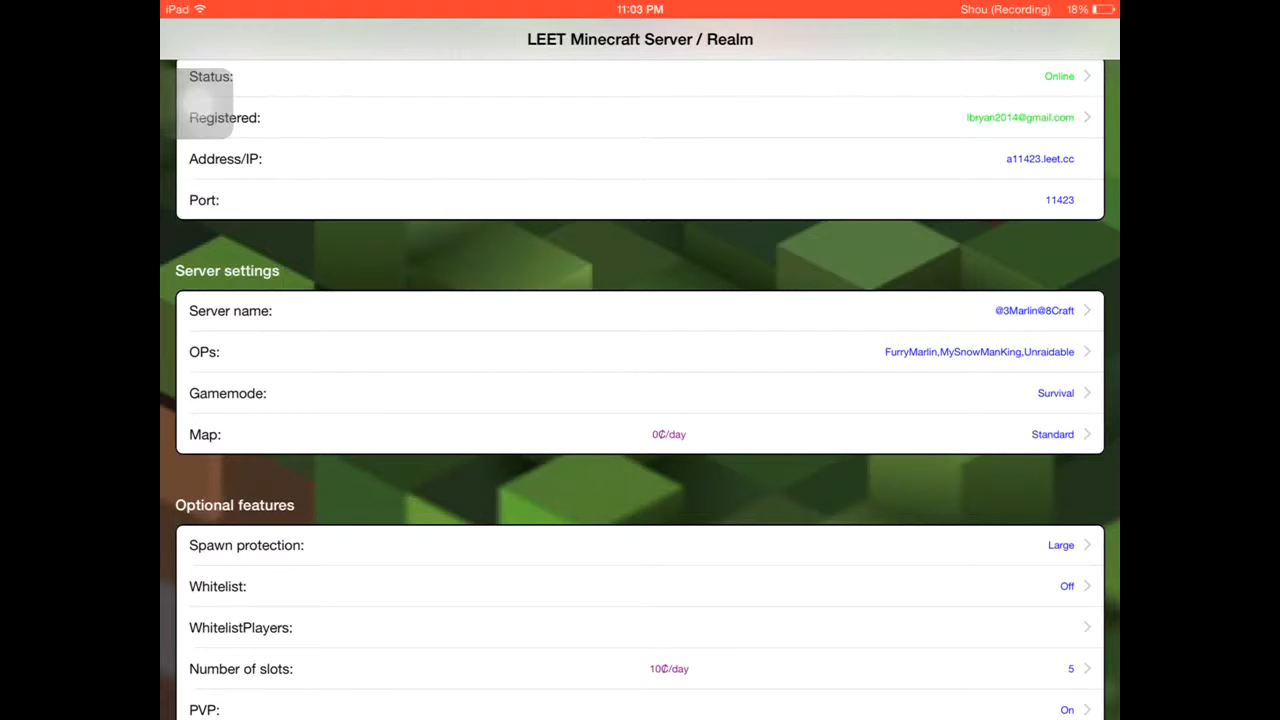 iPad 11:03 PM Shou (Recording) 18%
LEET Minecraft Server / Realm
Status: Online
Registered: lbryan2014@gmail.com
Address/IP: a11423.leet.cc
Port: 11423
Server settings
Server name: @3Marlin@8Craft
OPs: FurryMarlin,MySnowManKing,Unraidable
Gamemode: Survival
Map: 0₵/day Standard
Optional features
Spawn protection: Large
Whitelist: Off
WhitelistPlayers:
Number of slots: 10₵/day 5
PVP: On